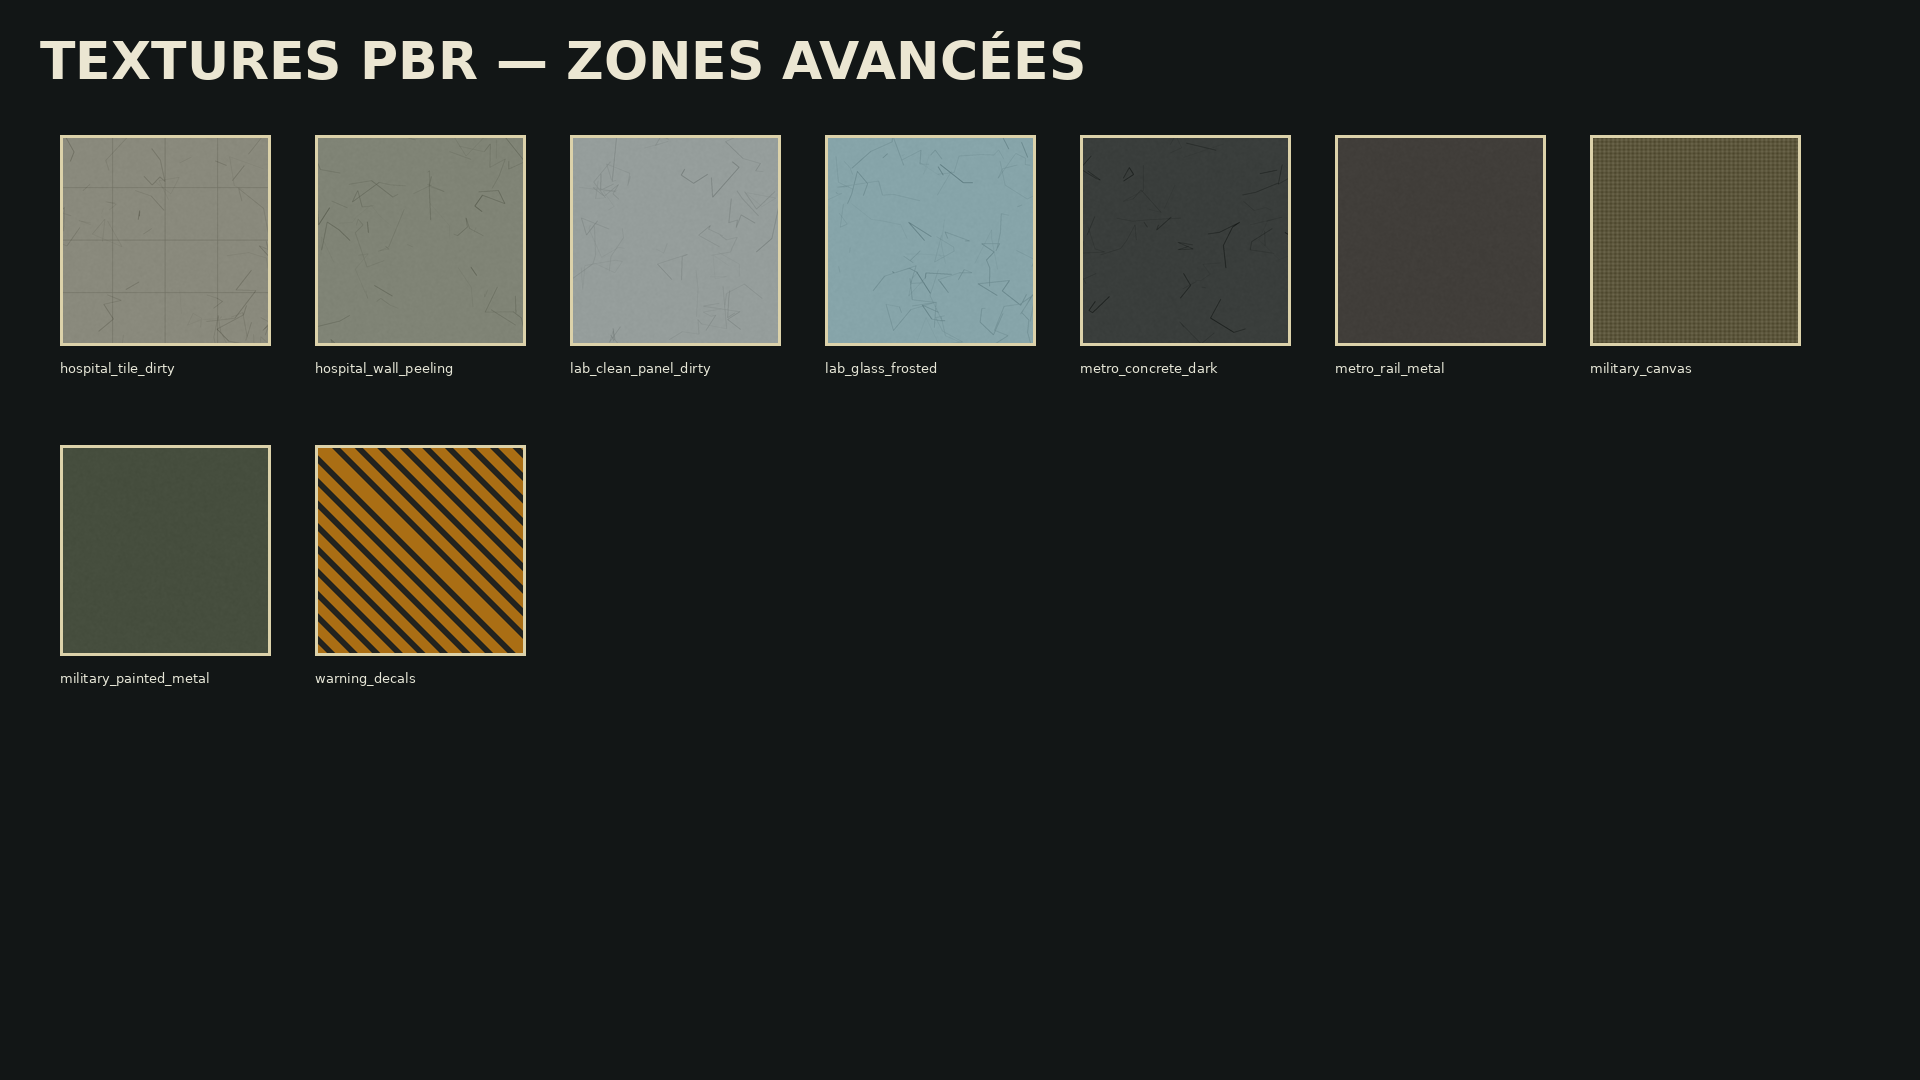 TEXTURES PBR — ZONES AVANCÉES
hospital_tile_dirty
hospital_wall_peeling
lab_clean_panel_dirty
lab_glass_frosted
metro_concrete_dark
metro_rail_metal
military_canvas
military_painted_metal
warning_decals